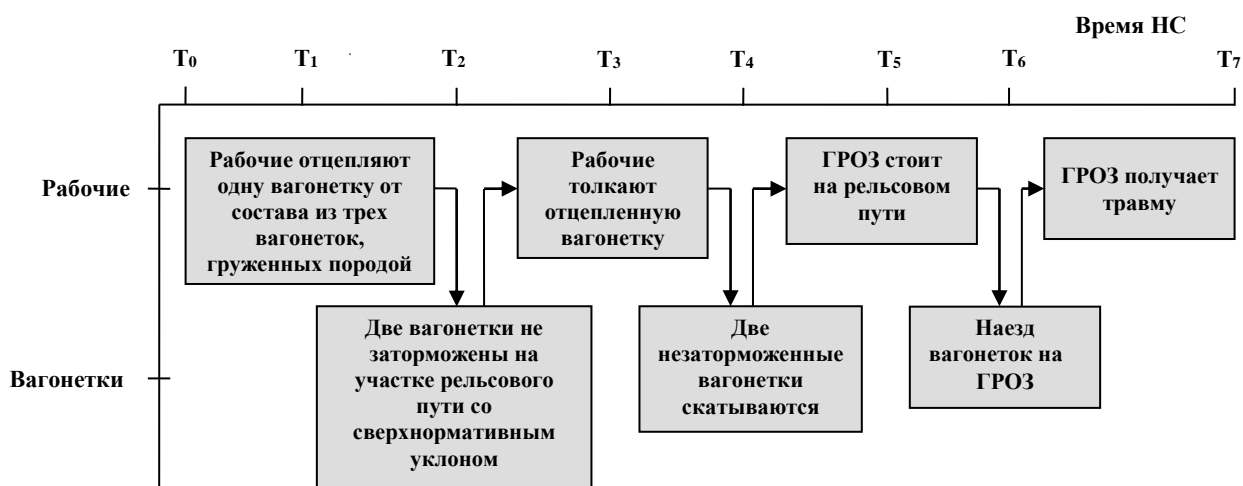 Время НС
T0 T1 T2 T3 T4 T5 T6 T7
Рабочие
Рабочие отцепляют
одну вагонетку от
состава из трех
вагонеток,
груженных породой
Рабочие
толкают
отцепленную
вагонетку
ГРОЗ стоит
на рельсовом
пути
ГРОЗ получает
травму
Вагонетки
Две вагонетки не
заторможены на
участке рельсового
пути со
сверхнормативным
уклоном
Две
незаторможенные
вагонетки
скатываются
Наезд
вагонеток на
ГРОЗ